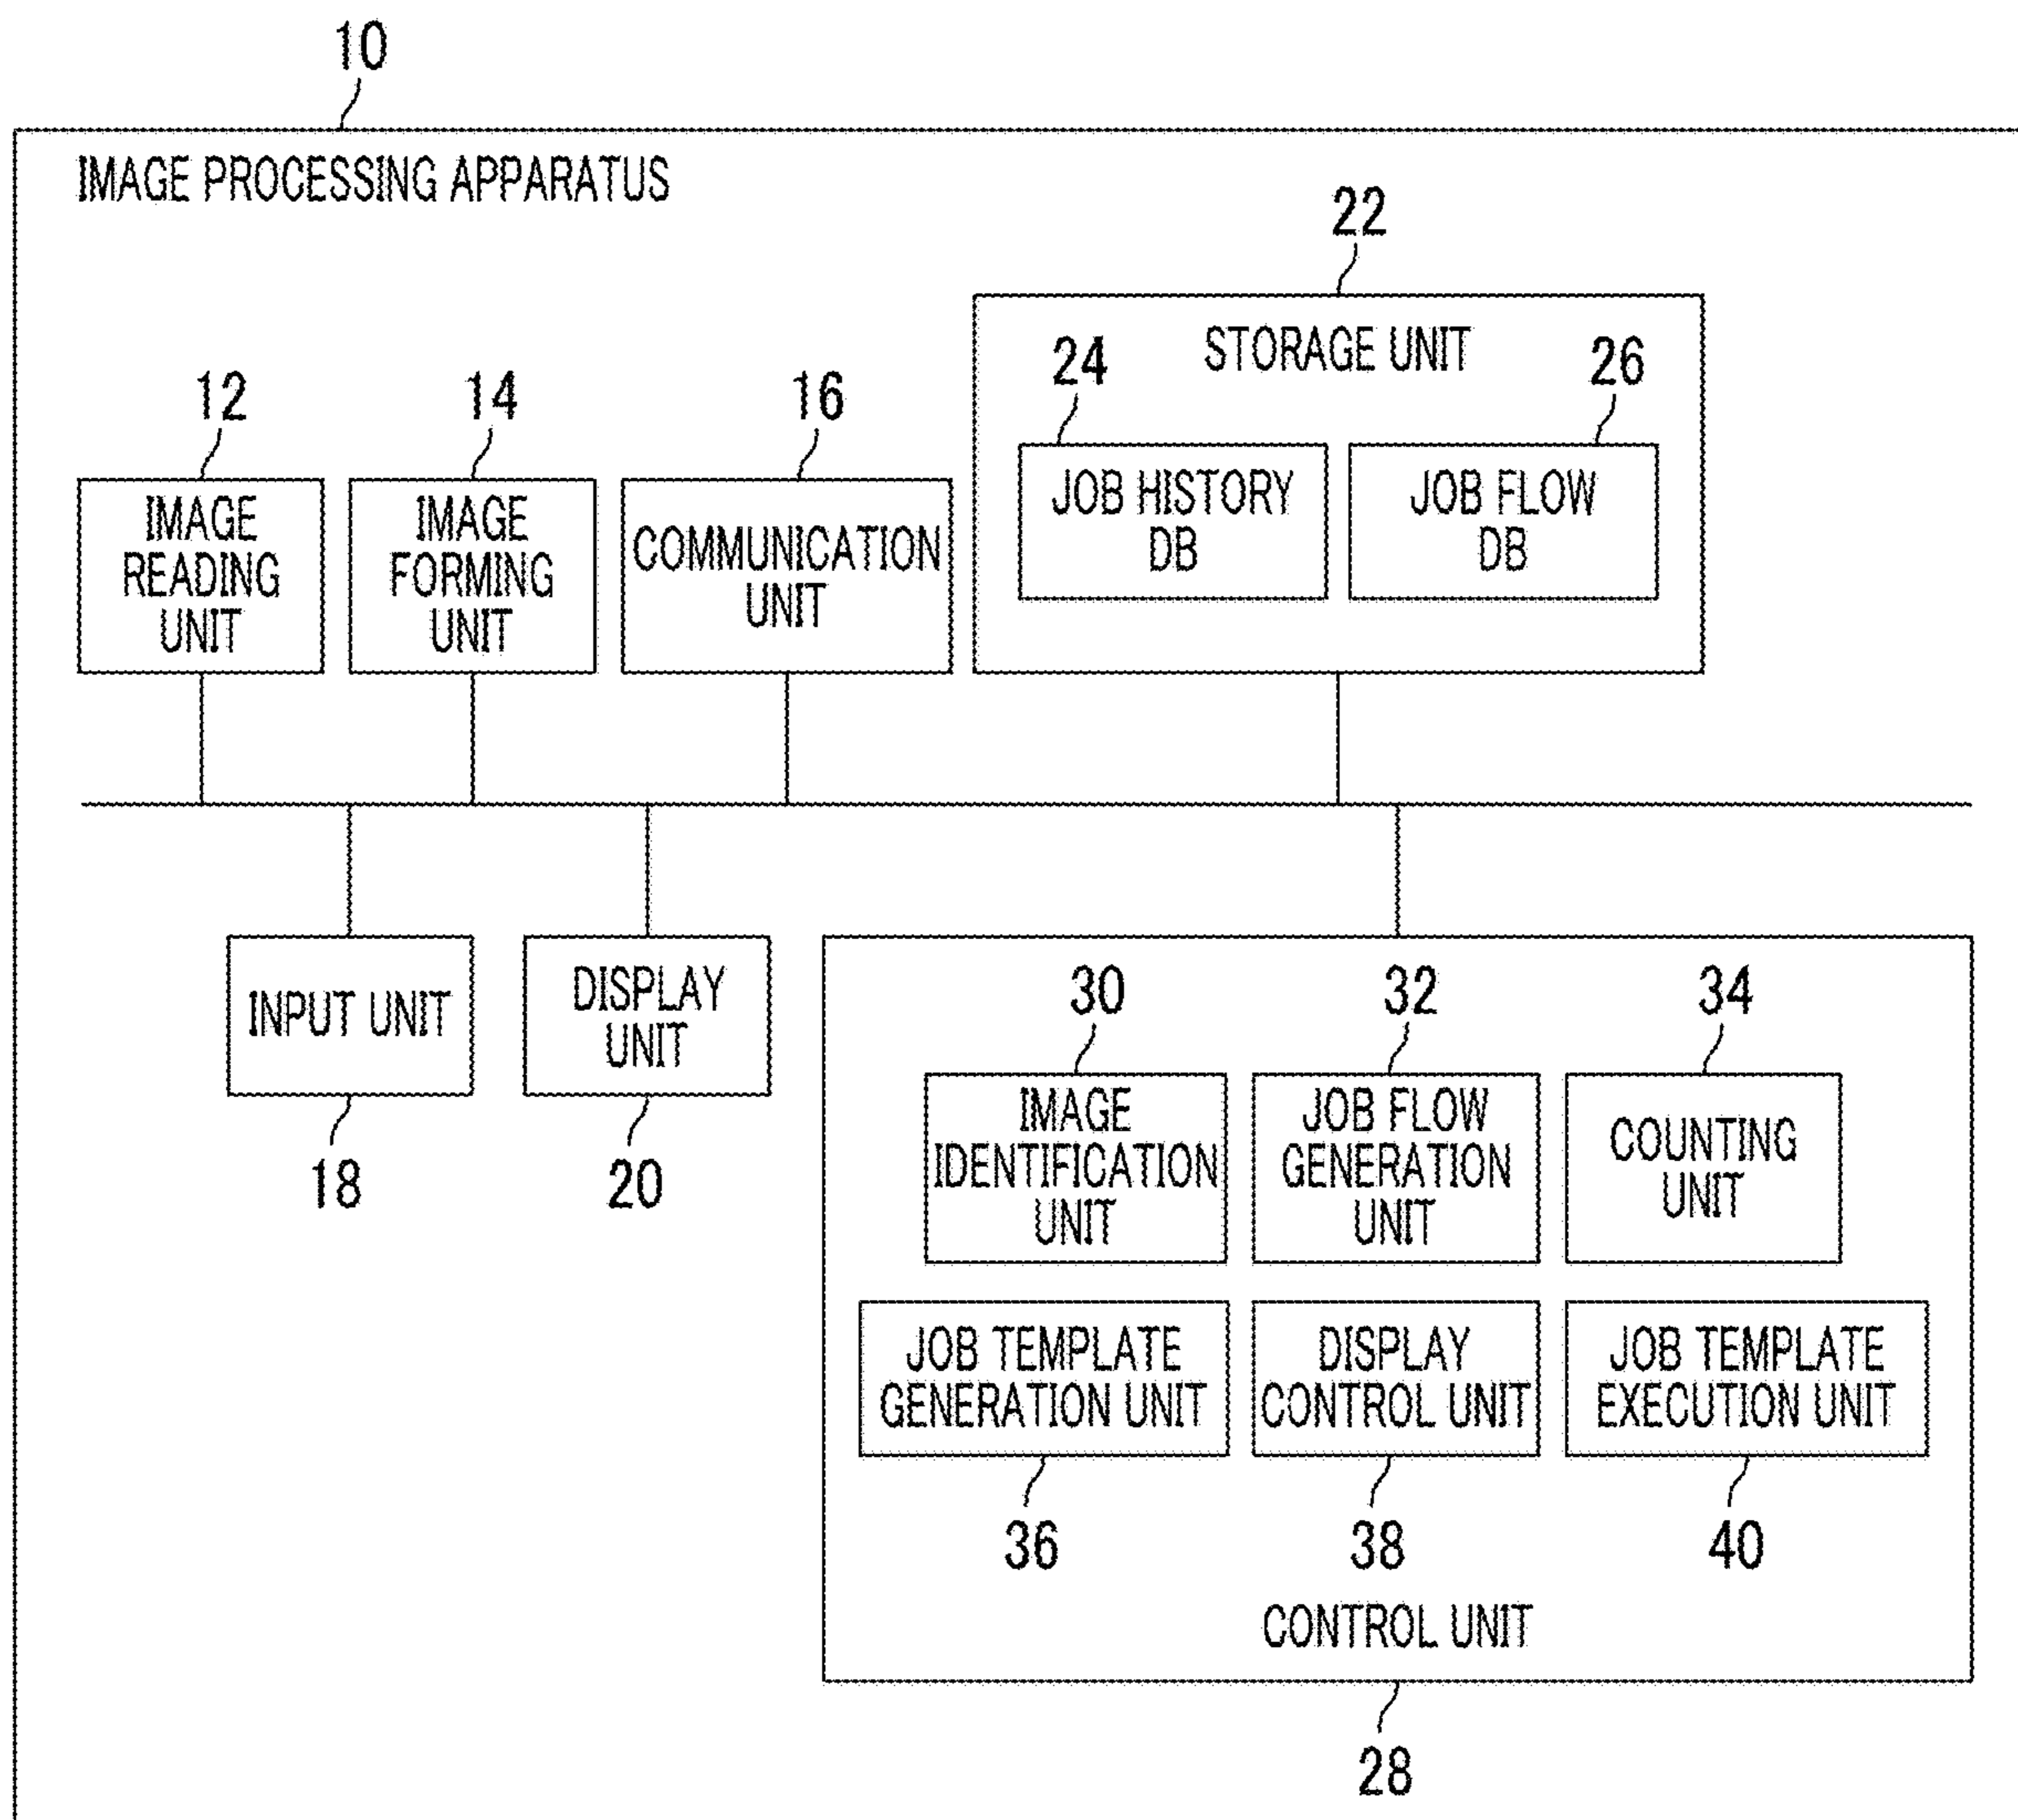 10
IMAGE PROCESSING APPARATUS
22
STORAGE UNIT
24
26
JOB HISTORY
DB
JOB FLOW
DB
12
14
16
IMAGE
READING
UNIT
IMAGE
FORMING
UNIT
COMMUNICATION
UNIT
INPUT UNIT
18
DISPLAY
UNIT
20
30
32
34
IMAGE
IDENTIFICATION
UNIT
JOB FLOW
GENERATION
UNIT
COUNTING
UNIT
JOB TEMPLATE
GENERATION UNIT
DISPLAY
CONTROL UNIT
JOB TEMPLATE
EXECUTION UNIT
36
38
40
CONTROL UNIT
28